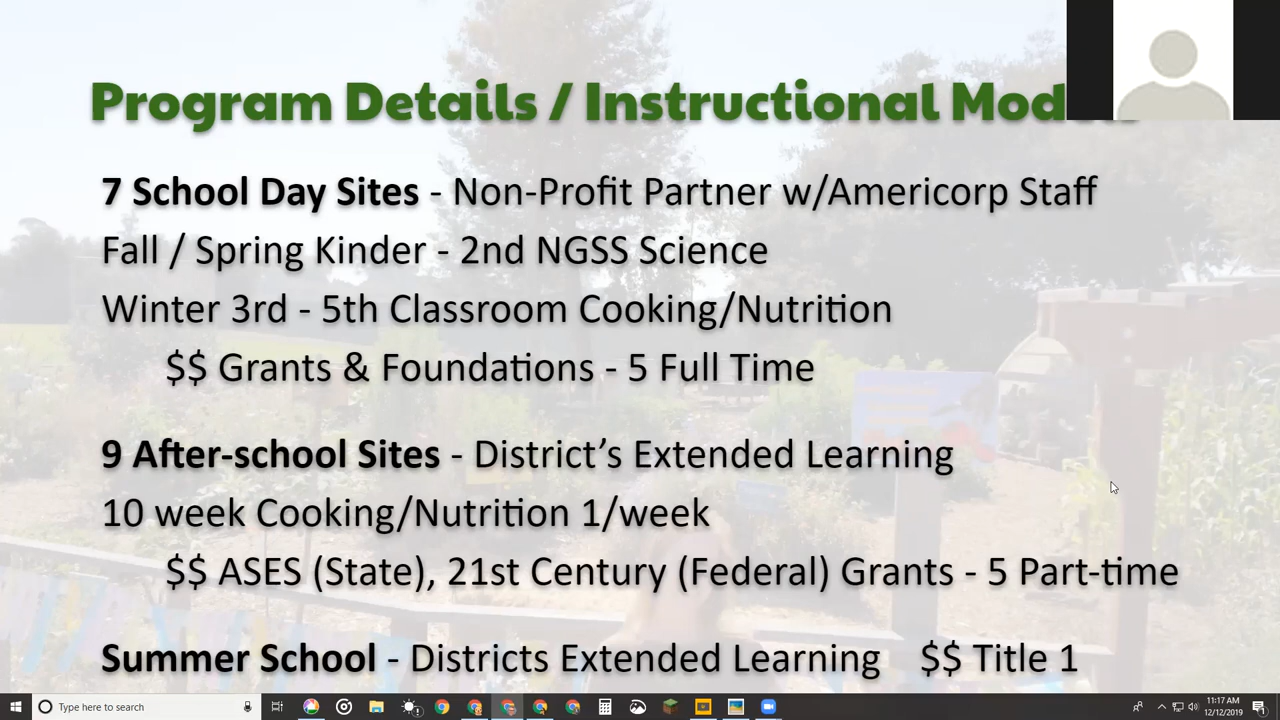 Program Details / Instructional
7 School Day Sites - Non-Profit Partner w/Americorp Staff
Fall / Spring Kinder - 2nd NGSS Science
Winter 3rd - 5th Classroom Cooking/Nutrition
$$ Grants & Foundations - 5 Full Time
9 After-school Sites - District’s Extended Learning
10 week Cooking/Nutrition 1/week
$$ ASES (State), 21st Century (Federal) Grants - 5 Part-time
Summer School - Districts Extended Learning $$ Title 1
Type here to search
11:17 AM
12/12/2019